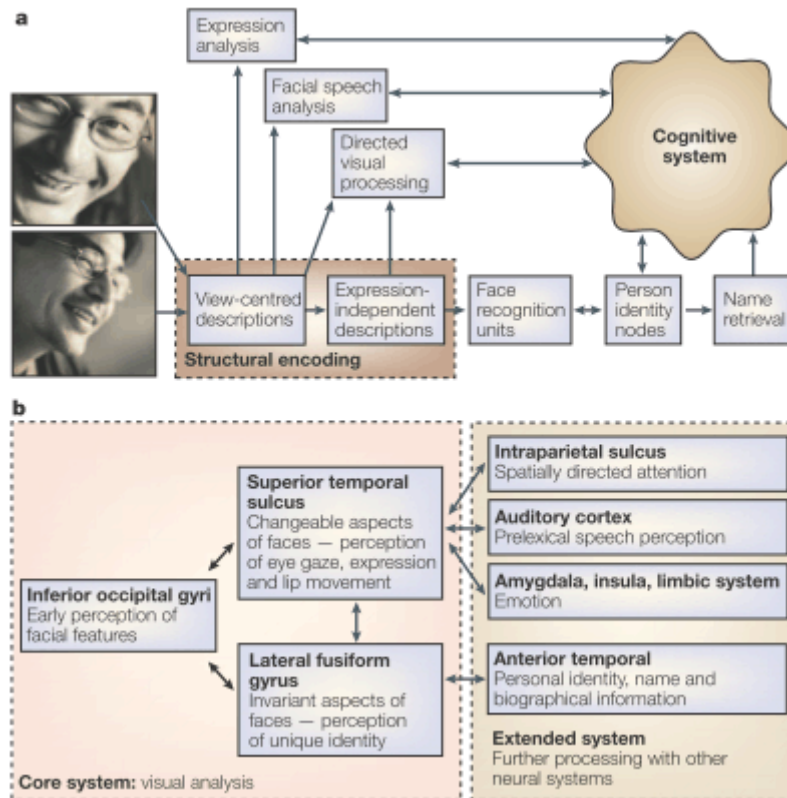 a
Expression
analysis
Facial speech
analysis
Directed
visual
processing
Cognitive
system
View-centred
descriptions
Expression-
independent
descriptions
Face
recognition
units
Person
identity
nodes
Name
retrieval
Structural encoding
b
Inferior occipital gyri
Early perception of
facial features
Superior temporal
sulcus
Changeable aspects
of faces — perception
of eye gaze, expression
and lip movement
Lateral fusiform
gyrus
Invariant aspects of
faces — perception
of unique identity
Core system: visual analysis
Intraparietal sulcus
Spatially directed attention
Auditory cortex
Prelexical speech perception
Amygdala, insula, limbic system
Emotion
Anterior temporal
Personal identity, name and
biographical information
Extended system
Further processing with other
neural systems